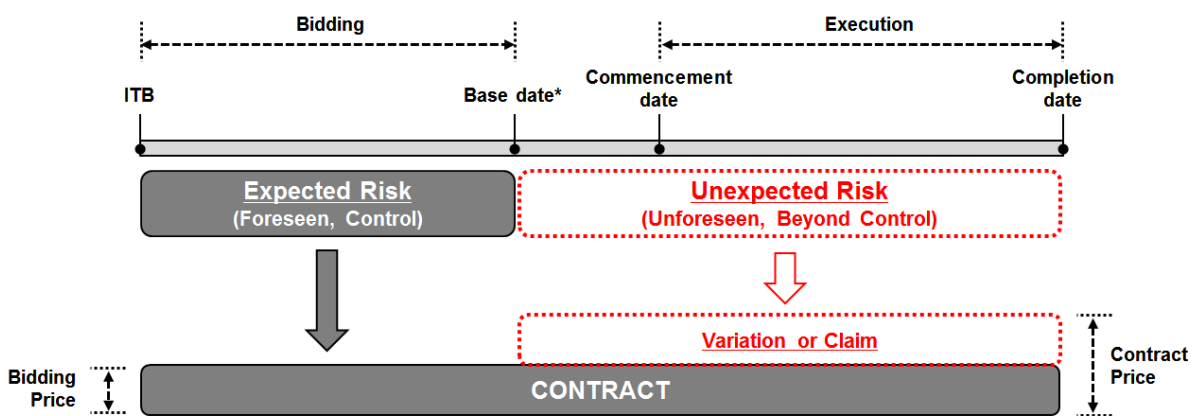 Bidding
Execution
ITB
Base date*
Commencement
date
Completion
date
Expected Risk
(Foreseen, Control)
Unexpected Risk
(Unforeseen, Beyond Control)
Variation or Claim
Contract
Price
Bidding
Price
CONTRACT